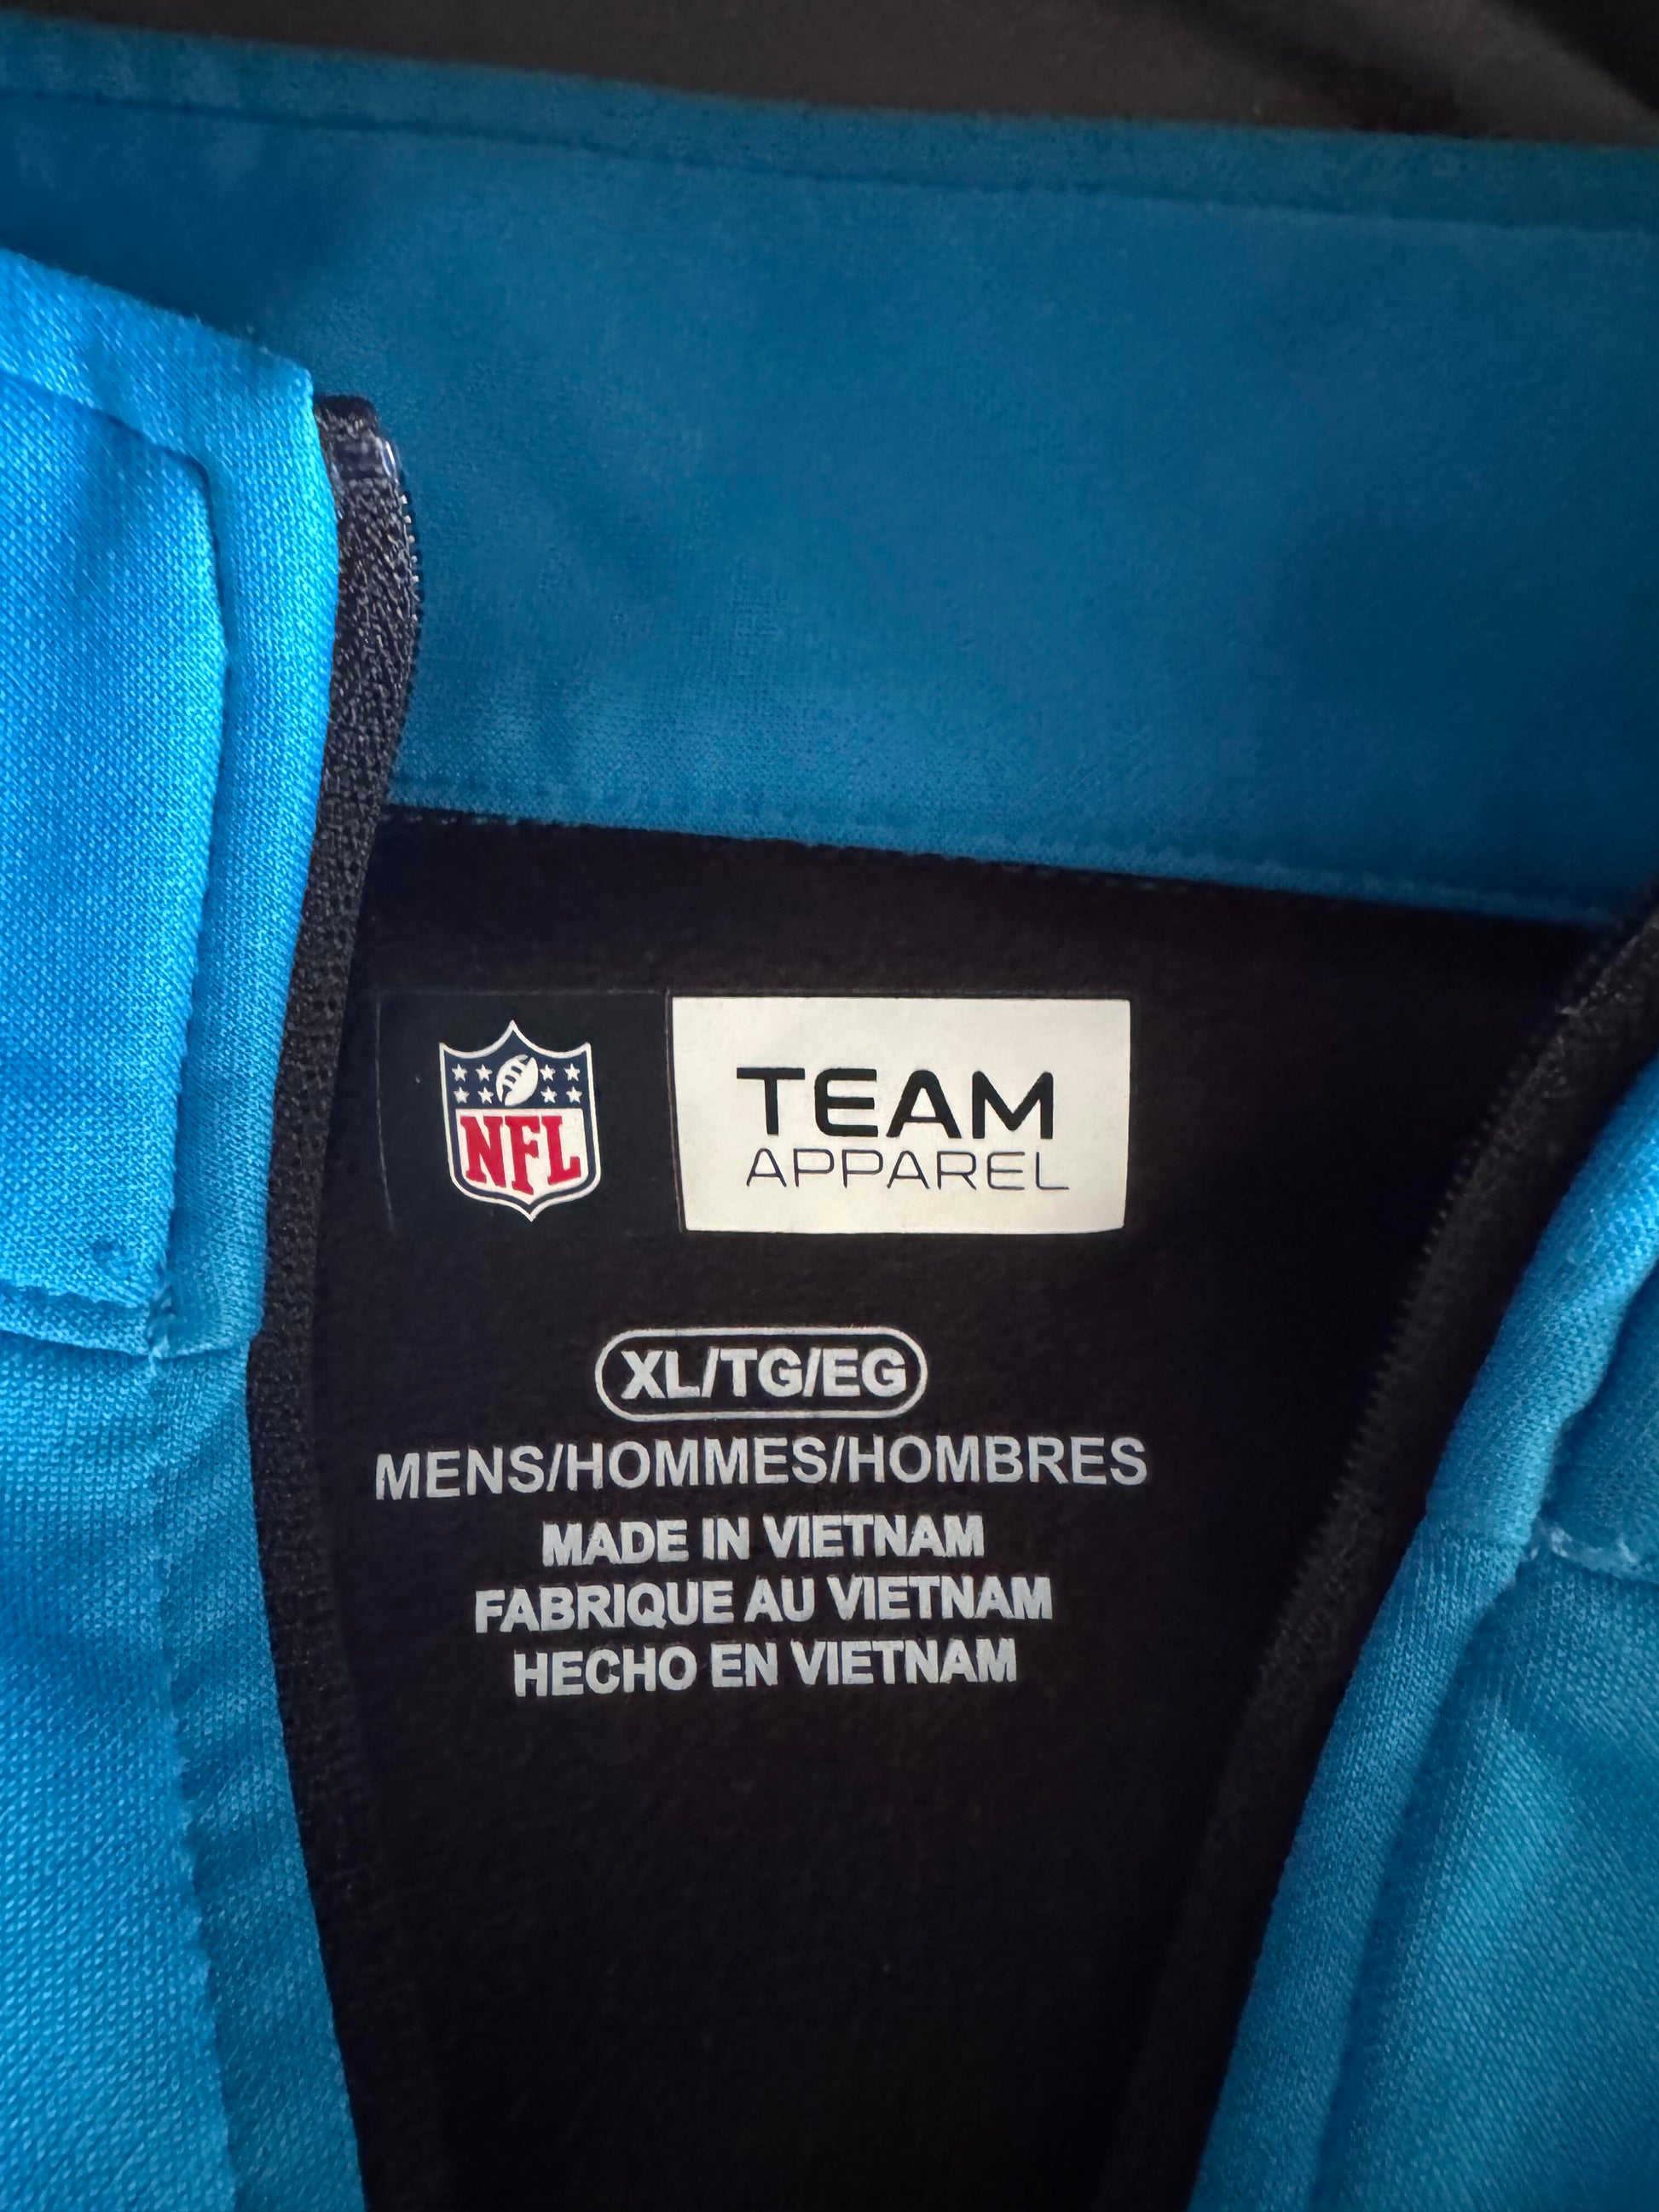 NFL
TEAM
APPAREL
XL/TG/EG
MENS/HOMMES/HOMBRES
MADE IN VIETNAM
FABRIQUE AU VIETNAM
HECHO EN VIETNAM